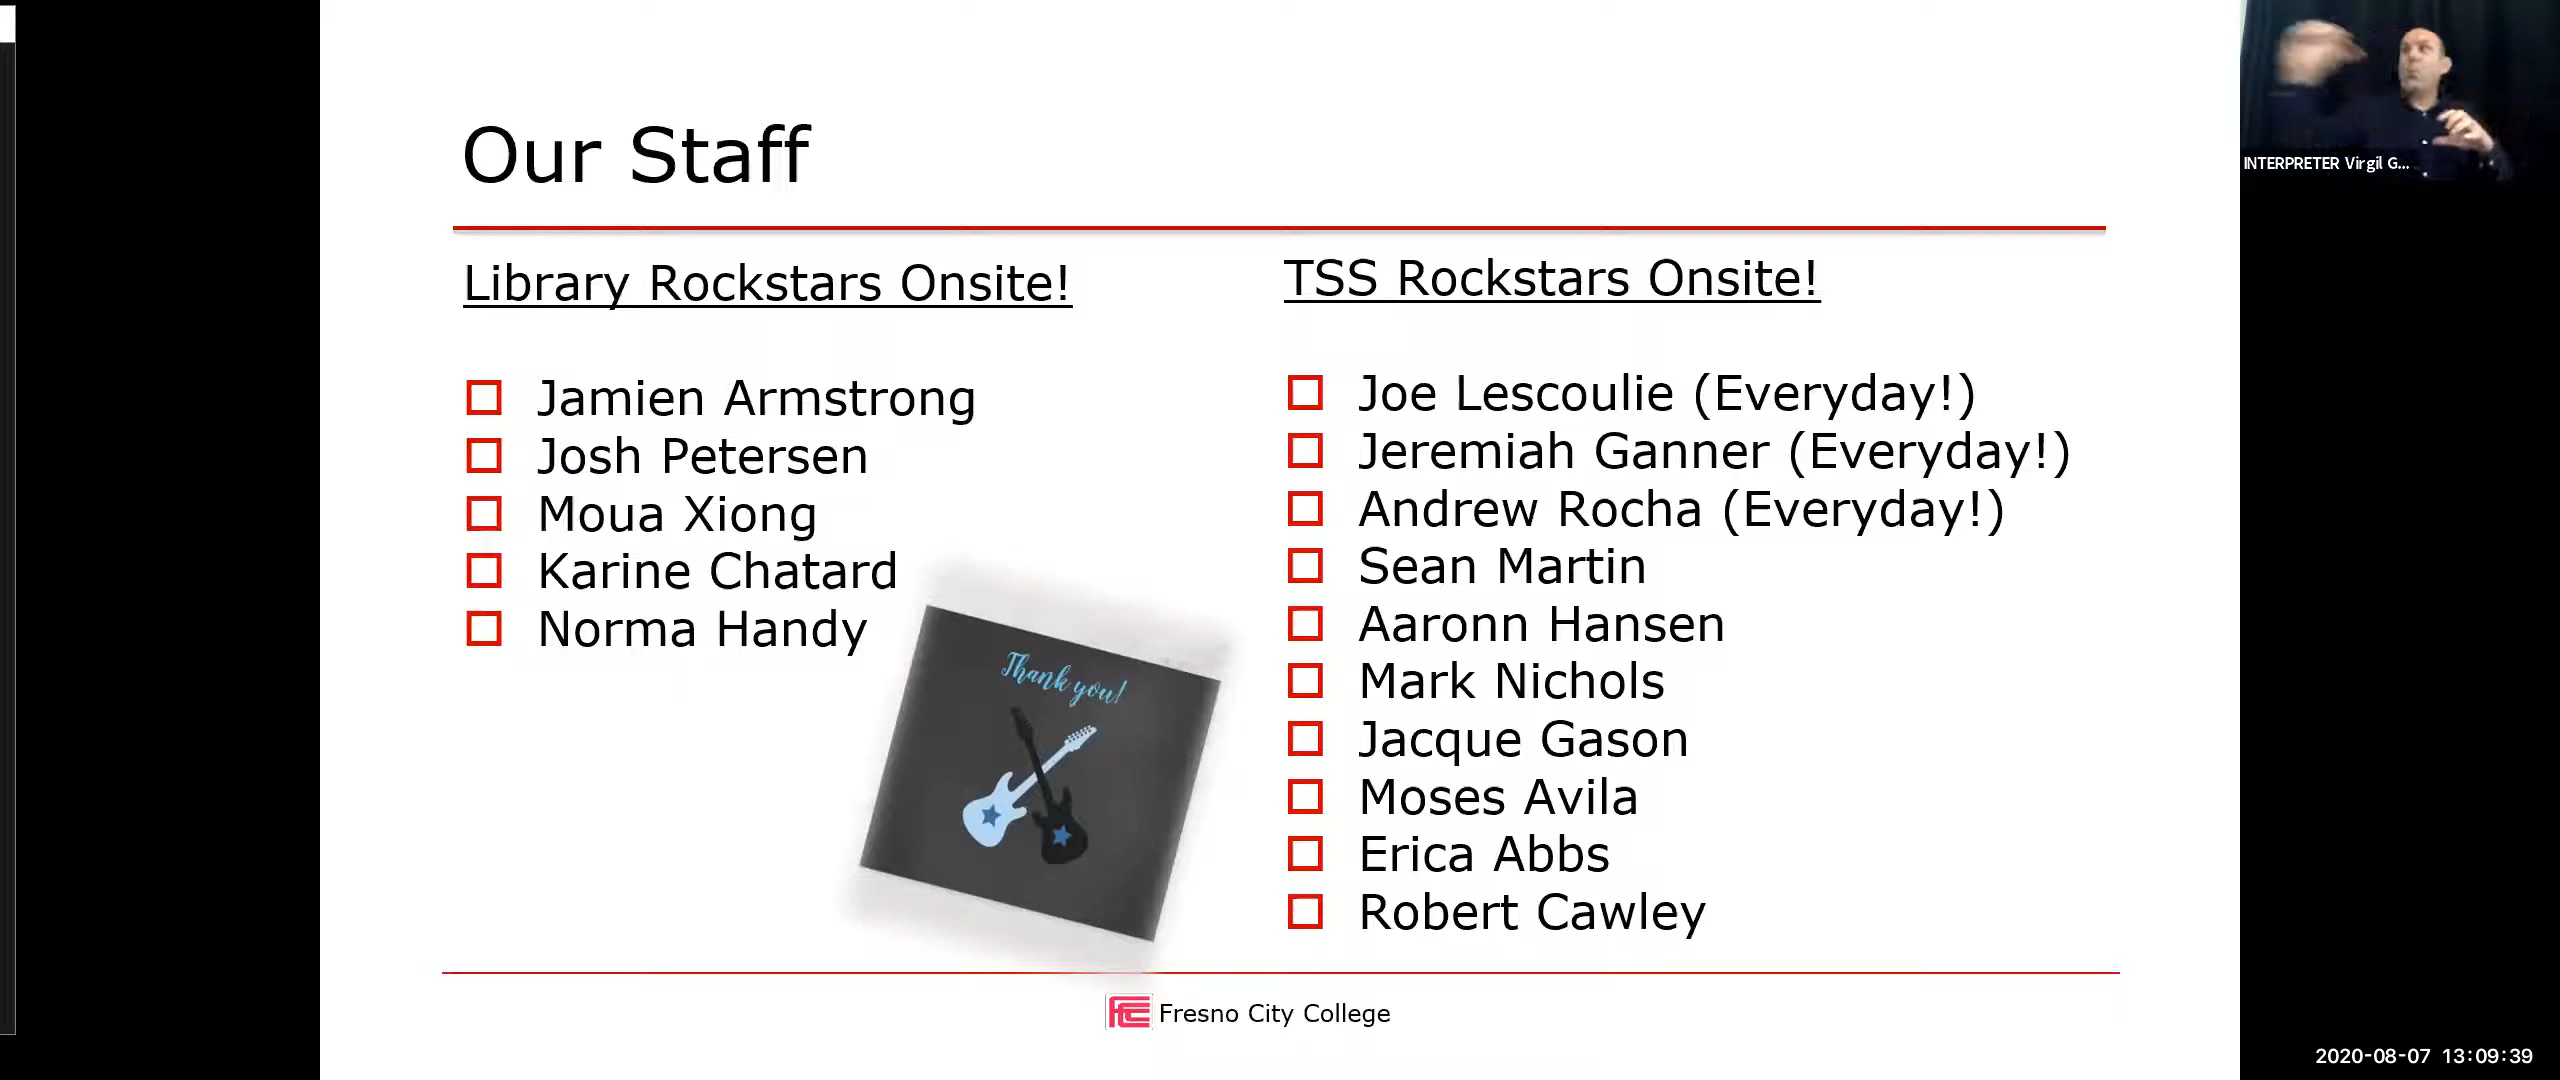 Our Staff
Library Rockstars Onsite!
Jamien Armstrong
Josh Petersen
Moua Xiong
Karine Chatard
Norma Handy
Thank you!
TSS Rockstars Onsite!
Joe Lescoulie (Everyday!)
Jeremiah Ganner (Everyday!)
Andrew Rocha (Everyday!)
Sean Martin
Aaronn Hansen
Mark Nichols
Jacque Gason
Moses Avila
Erica Abbs
Robert Cawley
FCC Fresno City College
INTERPRETER Virgil G...
2020-08-07 13:09:39